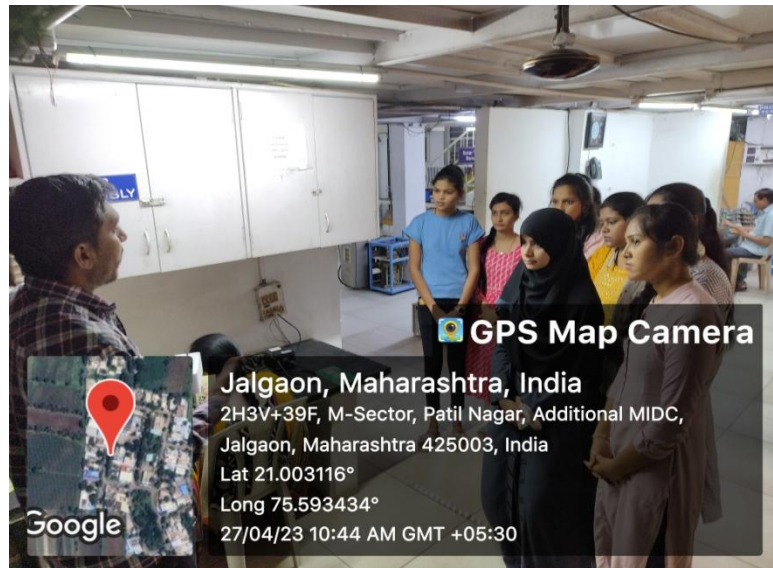 BLY
GPS Map Camera
Jalgaon, Maharashtra, India
2H3V+39F, M-Sector, Patil Nagar, Additional MIDC,
Jalgaon, Maharashtra 425003, India
Lat 21.003116°
Long 75.593434°
27/04/23 10:44 AM GMT +05:30
Google